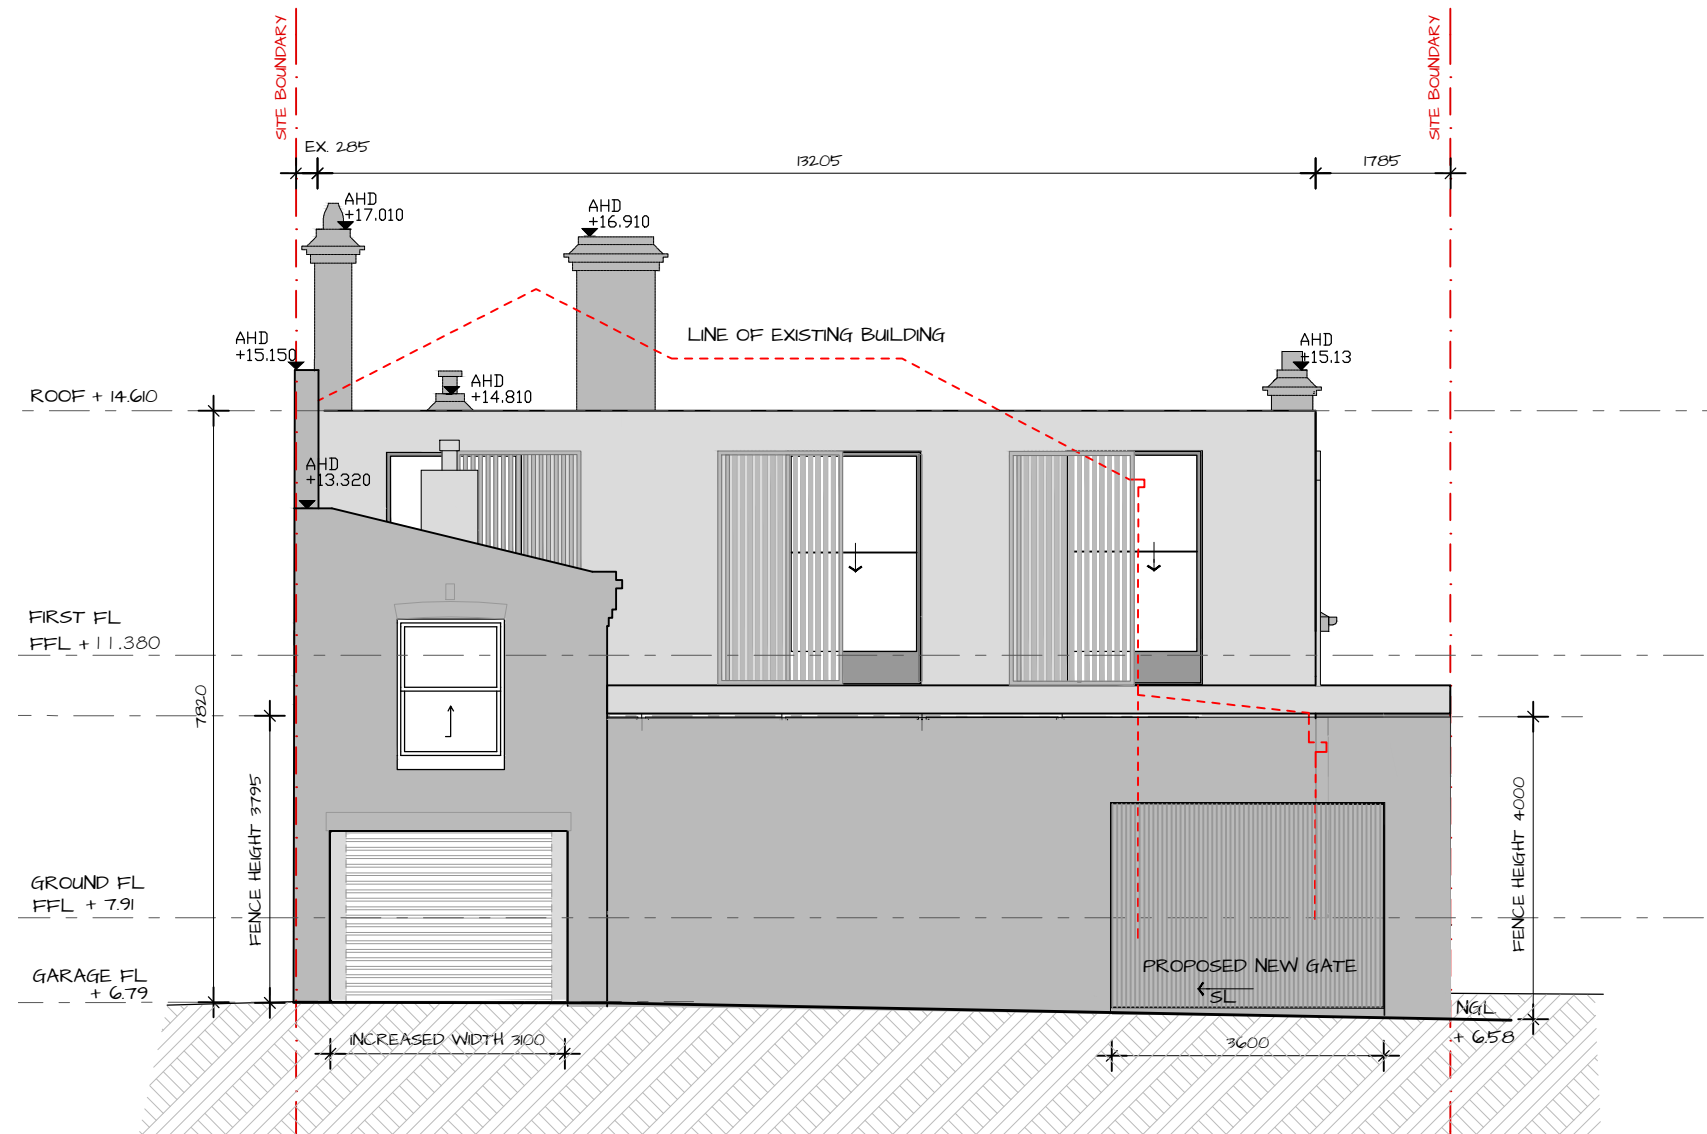 SITE BOUNDARY
SITE BOUNDARY
EX. 285
13205
1785
AHD
+17.010
AHD
+16.910
LINE OF EXISTING BUILDING
AHD
+15.150
AHD
+15.13
AHD
+14.810
ROOF + 14.610
AHD
+13.320
FIRST FL
FFL + 11.380
7820
FENCE HEIGHT 3795
FENCE HEIGHT 4000
GROUND FL
FFL + 7.91
GARAGE FL
+ 6.79
PROPOSED NEW GATE
SL
NGL
+ 6.58
INCREASED WIDTH 3100
3600